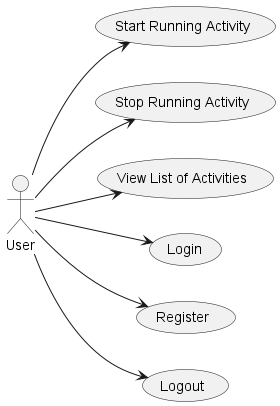 Start Running Activity
Stop Running Activity
View List of Activities
User
Login
Register
Logout